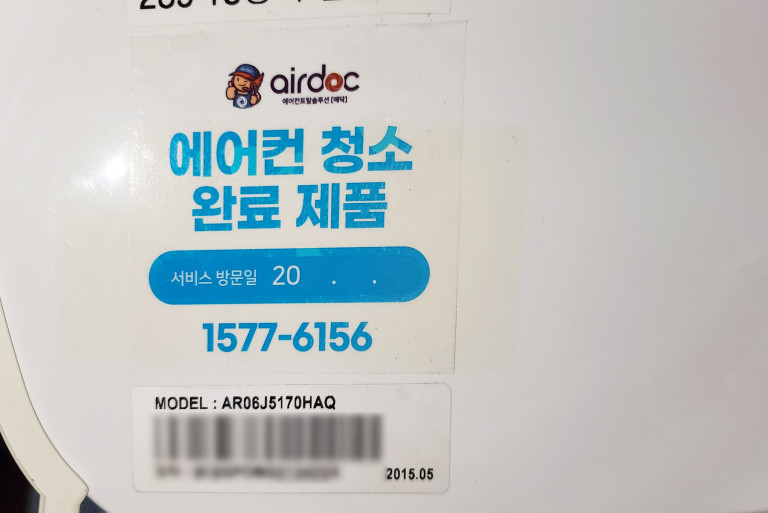 airdoc
에어컨토탈솔루션 [에닥]
에어컨 청소
완료 제품
서비스 방문일 20 . .
1577-6156
MODEL : AR06J5170HAQ
2015.05